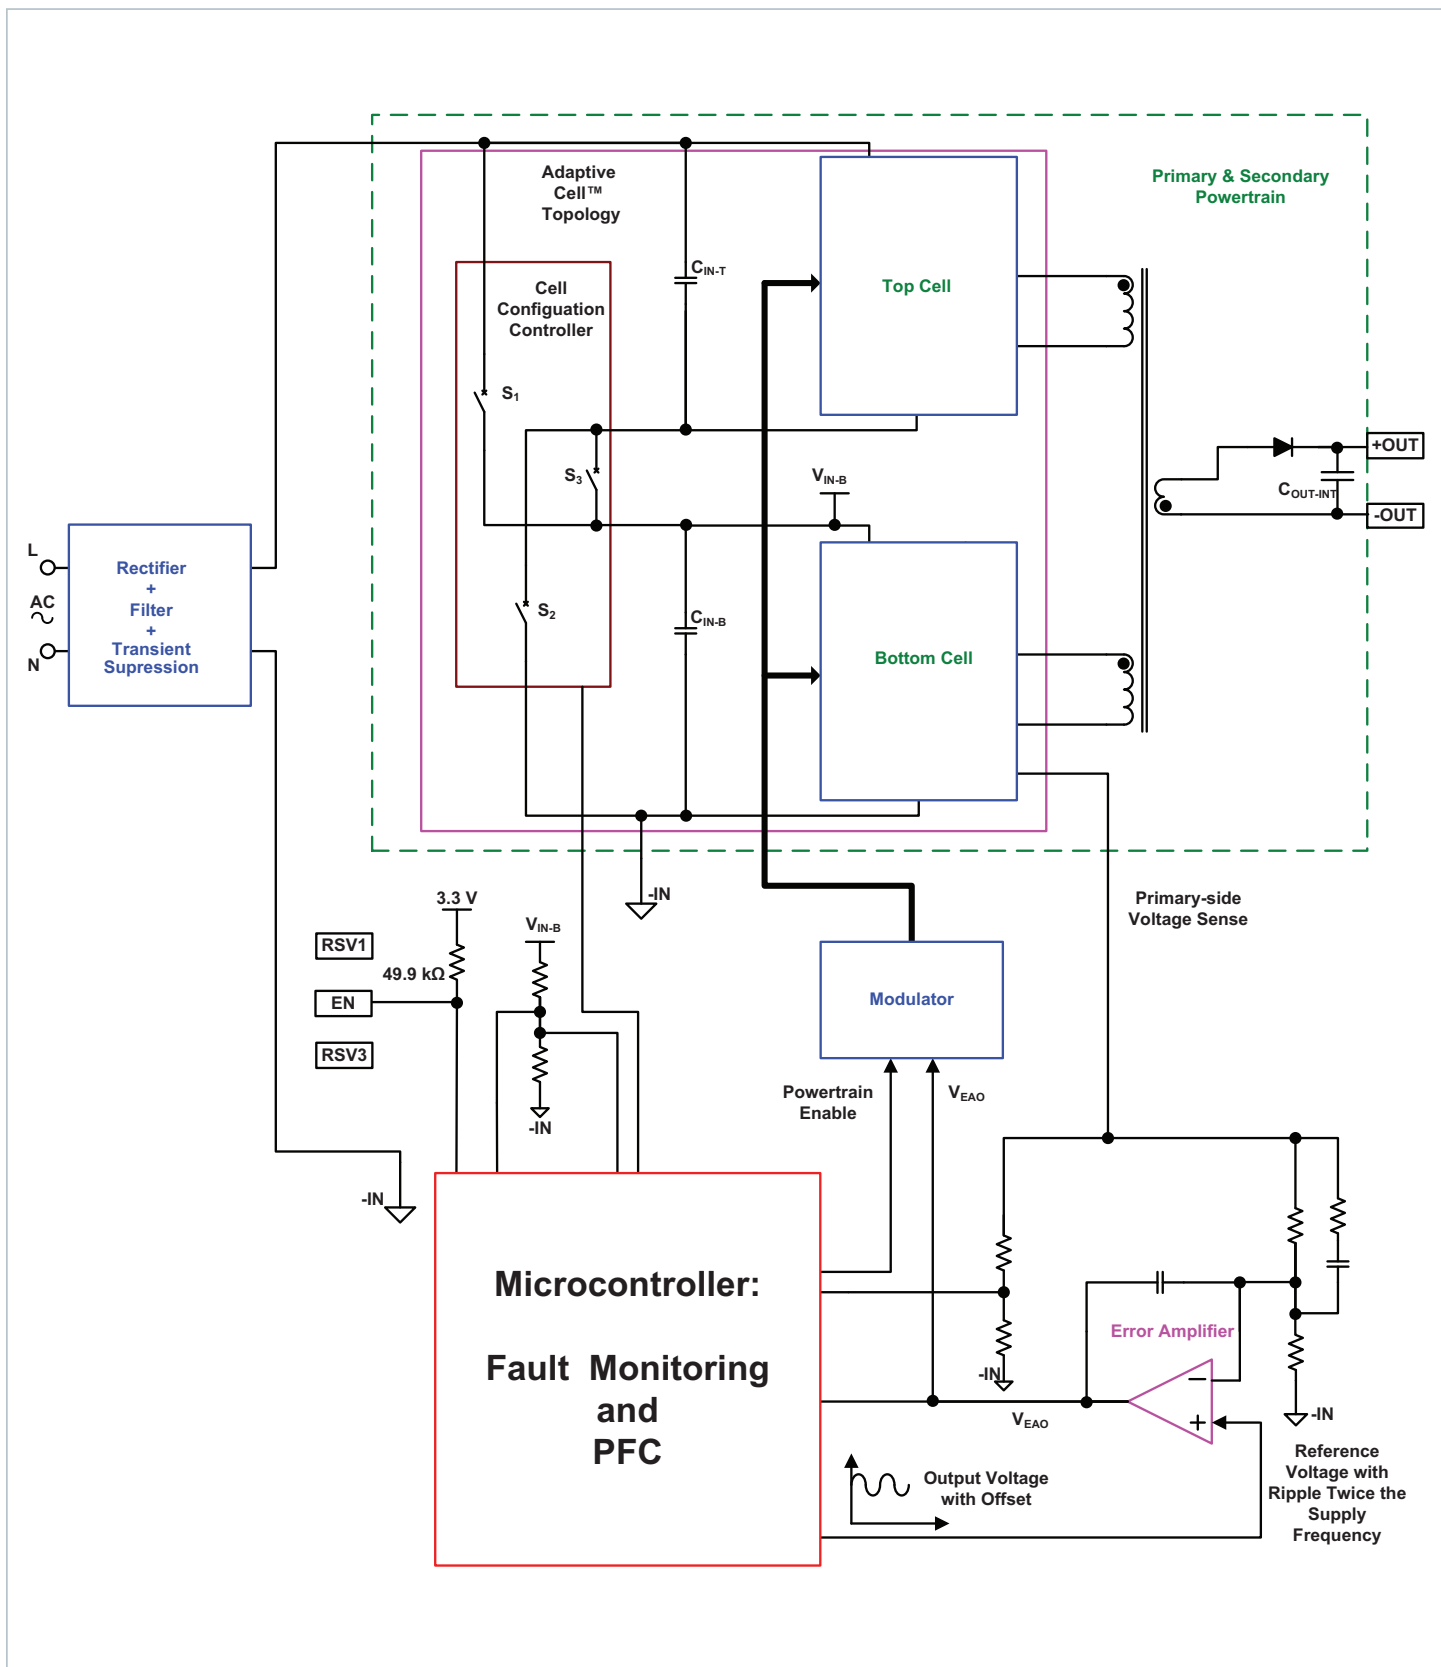 Adaptive
Cell™
Topology
Primary & Secondary
Powertrain
Cell
Configuation
Controller
CIN-T
Top Cell
S1
S3
VIN-B
+OUT
COUT-INT
-OUT
L
AC
N
Rectifier
+
Filter
+
Transient
Supression
S2
CIN-B
Bottom Cell
-IN
3.3 V
VIN-B
RSV1
49.9 kΩ
EN
RSV3
-IN
Primary-side
Voltage Sense
Modulator
Powertrain
Enable
VEAO
-IN
Microcontroller:
Fault Monitoring
and
PFC
Error Amplifier
-IN
VEAO
−
+
-IN
Output Voltage
with Offset
Reference
Voltage with
Ripple Twice the
Supply
Frequency